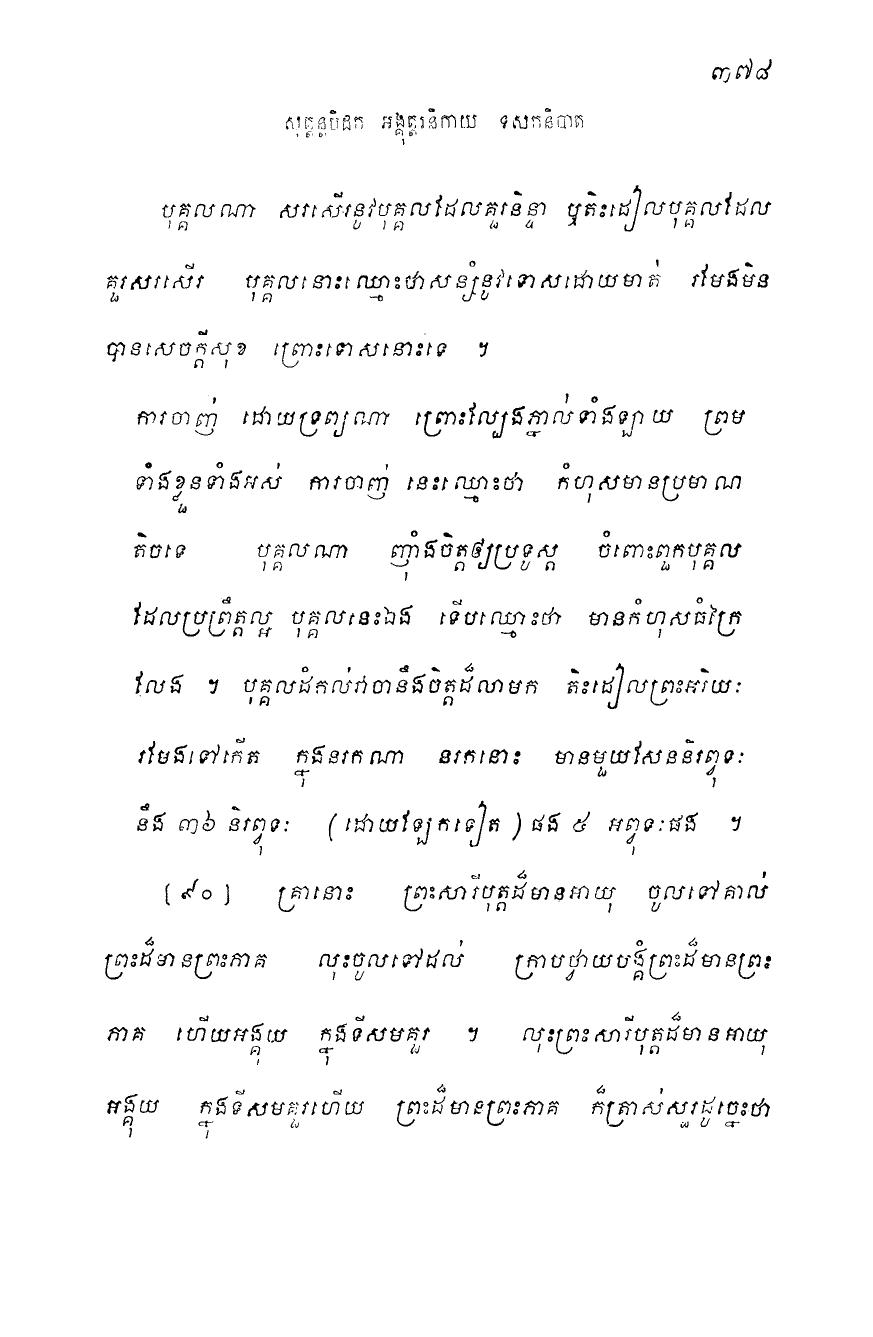 ៣៧៨
សុត្តន្តបិដក អង្គុត្តរនិកាយ ទសកនិបាត
បុគ្គលណា សរសើរនូវបុគ្គលដែលគួរនិន្ទា ឬតិះដៀលបុគ្គលដែល
គួរសរសើរ បុគ្គលនោះឈ្មោះថាសន្សំនូវទោសដោយមាត់ រមែងមិន
បានសេចក្តីសុខ ព្រោះទោសនោះទេ ។
ការចាញ់ ដោយទ្រព្យណា ព្រោះល្បែងភ្នាល់ទាំងឡាយ ព្រម
ទាំងខ្លួនទាំងអស់ ការចាញ់ នេះឈ្មោះថា កំហុសមានប្រមាណ
តិចទេ បុគ្គលណា ញុំាងចិត្តឲ្យប្រទូស្ត ចំពោះពួកបុគ្គល
ដែលប្រព្រឹត្តល្អ បុគ្គលនេះឯង ទើបឈ្មោះថា មានកំហុសធំក្រៃ
លែង ។ បុគ្គលដំកល់វាចានឹងចិត្តដ៏លាមក តិះដៀលព្រះអរិយៈ
រមែងទៅកើត ក្នុងនរកណា នរកនោះ មានមួយសែននិរព្វុទៈ
នឹង ៣៦ និរព្វុទៈ (ដោយឡែកទៀត) ផង ៥ អព្វុទៈផង ។
[៩០] គ្រានោះ ព្រះសារីបុត្តដ៏មានអាយុ ចូលទៅគាល់
ព្រះដ៏មានព្រះភាគ លុះចូលទៅដល់ ក្រាបថ្វាយបង្គំព្រះដ៏មានព្រះ
ភាគ ហើយអង្គុយ ក្នុងទីសមគួរ ។ លុះព្រះសារីបុត្តដ៏មានអាយុ
អង្គុយ ក្នុងទីសមគួរហើយ ព្រះដ៏មានព្រះភាគ ក៏ត្រាស់សួរដូច្នេះថា